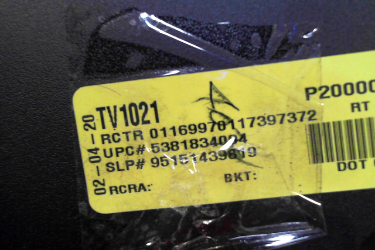 02-04-20
TV1021
RCTR 01169970117397372
UPC# 5381834004
SLP# 95151439619
RCRA:
BKT:
P20000
RT
DOT